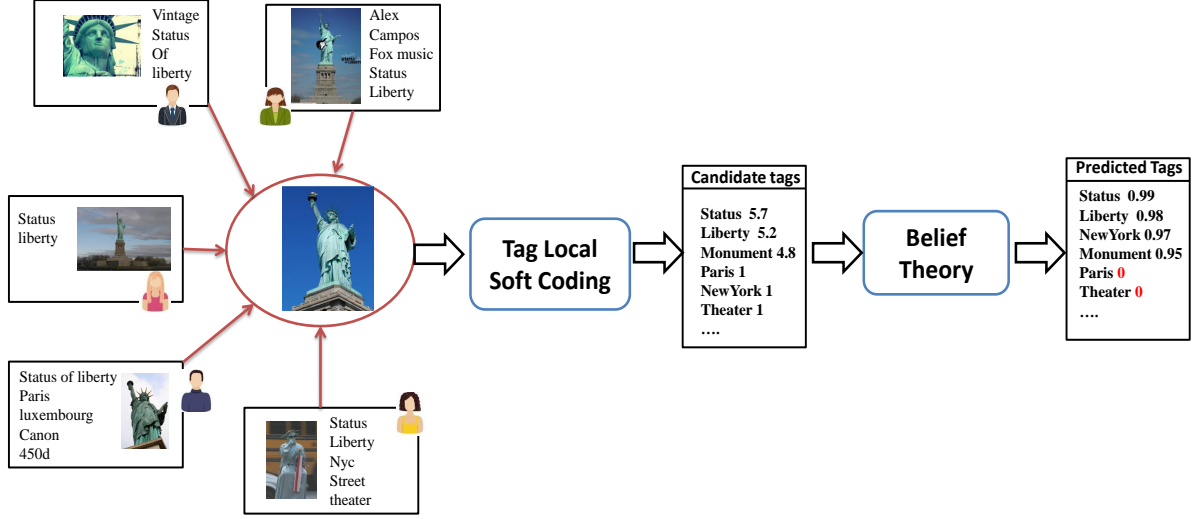 Vintage
Status
Of
liberty
Alex
Campos
Fox music
Status
Liberty
Status
liberty
Status of liberty
Paris
luxembourg
Canon
450d
Status
Liberty
Nyc
Street
theater
Tag Local
Soft Coding
Candidate tags
Status 5.7
Liberty 5.2
Monument 4.8
Paris 1
NewYork 1
Theater 1
....
Belief
Theory
Predicted Tags
Status 0.99
Liberty 0.98
NewYork 0.97
Monument 0.95
Paris 0
Theater 0
....